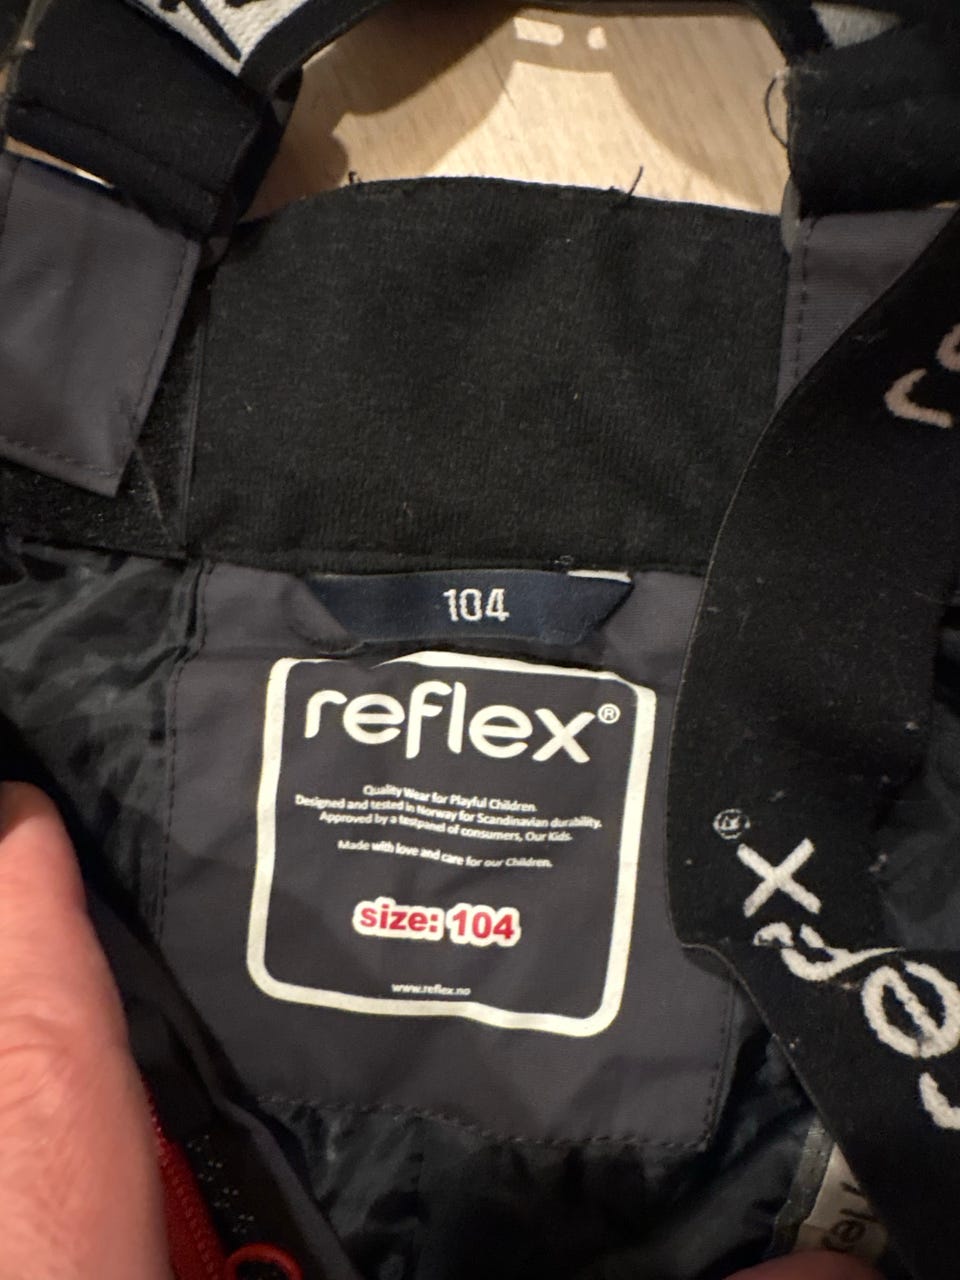 104
reflex®
Quality Wear for Playful Children.
Designed and tested in Norway for Scandinavian durability.
Approved by a testpanel of consumers, Our Kids.
Made with love and care for our Children.
size: 104
www.reflex.no
reflex®